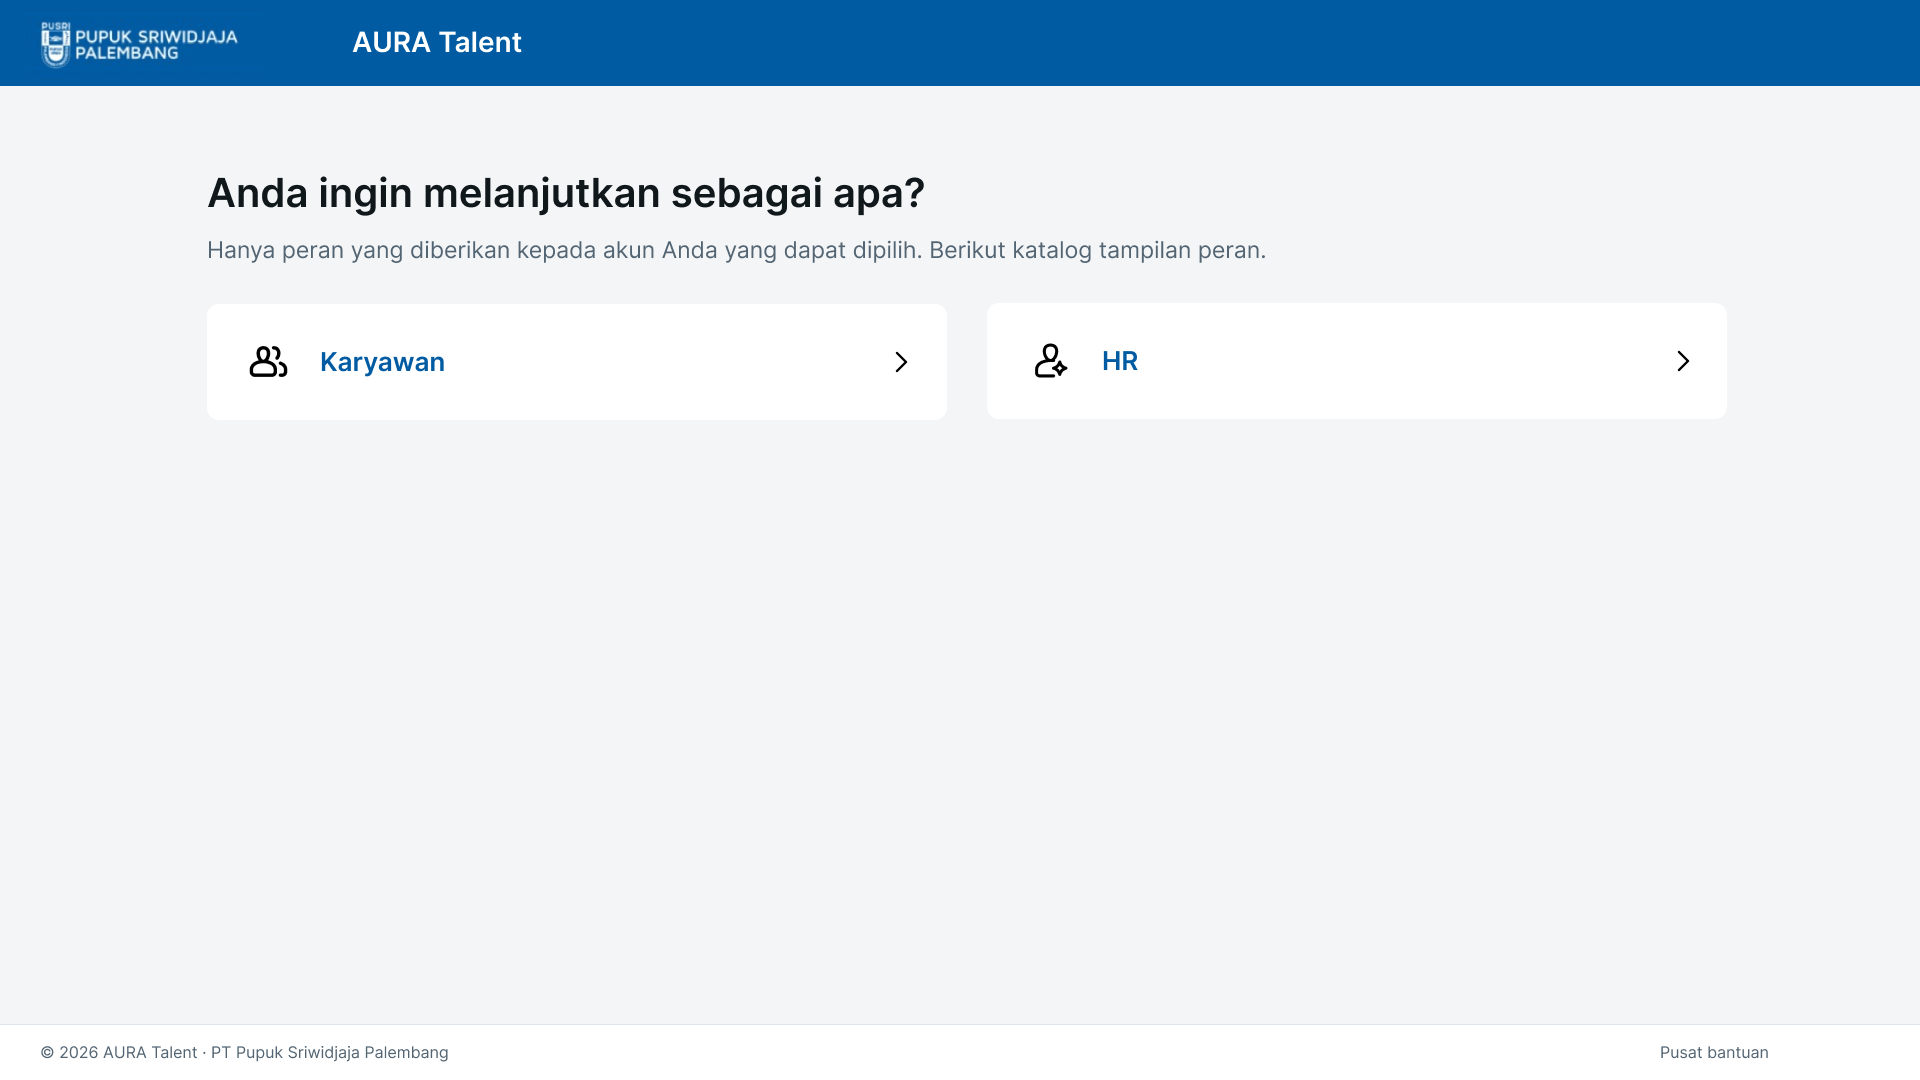 PUSRI
PUPUK SRIWIDJAJA
PALEMBANG
AURA Talent
Anda ingin melanjutkan sebagai apa?
Hanya peran yang diberikan kepada akun Anda yang dapat dipilih. Berikut katalog tampilan peran.
Karyawan
HR
© 2026 AURA Talent · PT Pupuk Sriwidjaja Palembang
Pusat bantuan